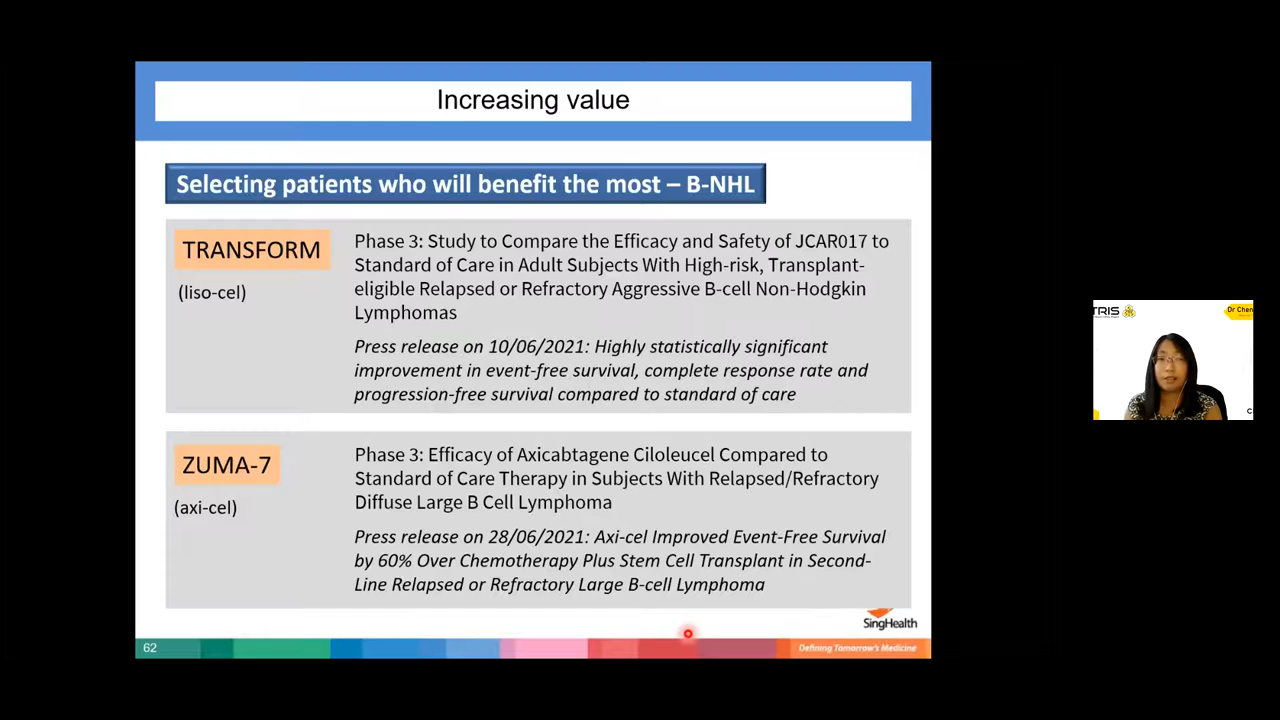 Increasing value
Selecting patients who will benefit the most – B-NHL
TRANSFORM
(liso-cel)
Phase 3: Study to Compare the Efficacy and Safety of JCAR017 to
Standard of Care in Adult Subjects With High-risk, Transplant-
eligible Relapsed or Refractory Aggressive B-cell Non-Hodgkin
Lymphomas
Press release on 10/06/2021: Highly statistically significant
improvement in event-free survival, complete response rate and
progression-free survival compared to standard of care
ZUMA-7
(axi-cel)
Phase 3: Efficacy of Axicabtagene Ciloleucel Compared to
Standard of Care Therapy in Subjects With Relapsed/Refractory
Diffuse Large B Cell Lymphoma
Press release on 28/06/2021: Axi-cel Improved Event-Free Survival
by 60% Over Chemotherapy Plus Stem Cell Transplant in Second-
Line Relapsed or Refractory Large B-cell Lymphoma
SingHealth
62
Defining Tomorrow's Medicine
TRIS
Dr Chen
C